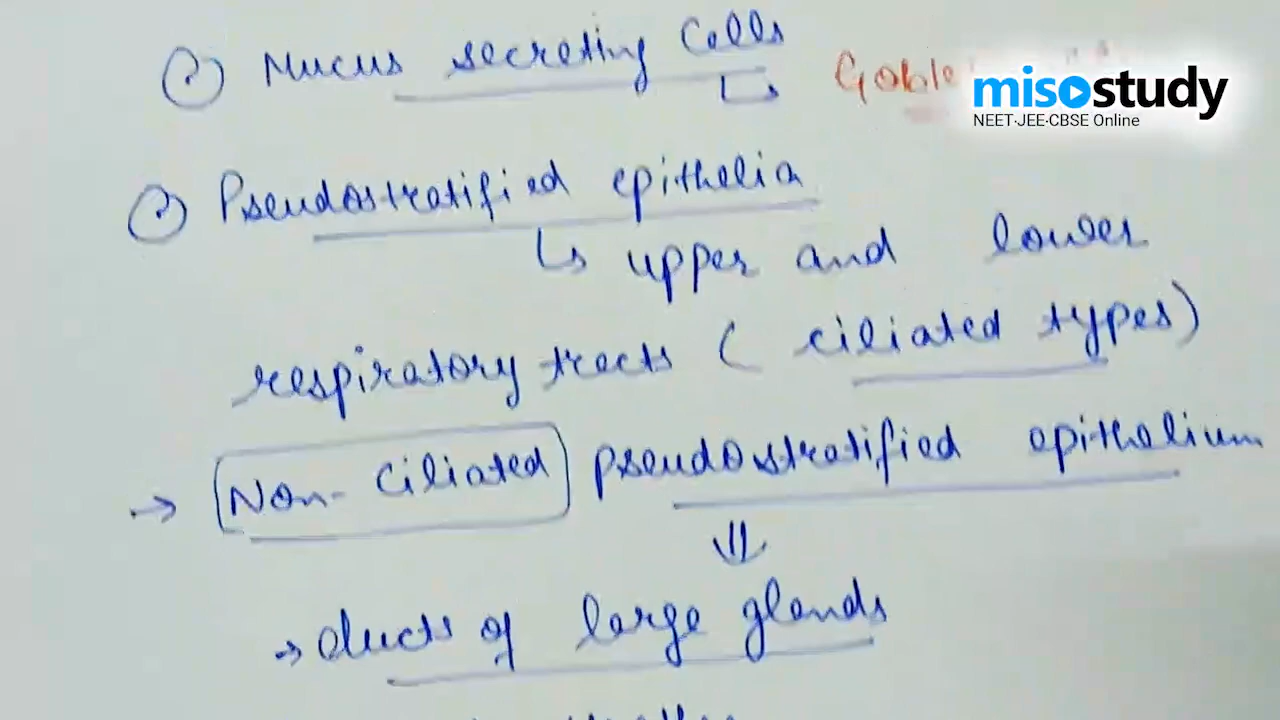 Mucus secreting cells
misostudy
NEET-JEE-CBSE Online
Pseudostratified epithelia
↳ upper and lower
respiratory tracts (ciliated types)
→ Non-ciliated pseudostratified epithelium
⇓
→ ducts of large glands